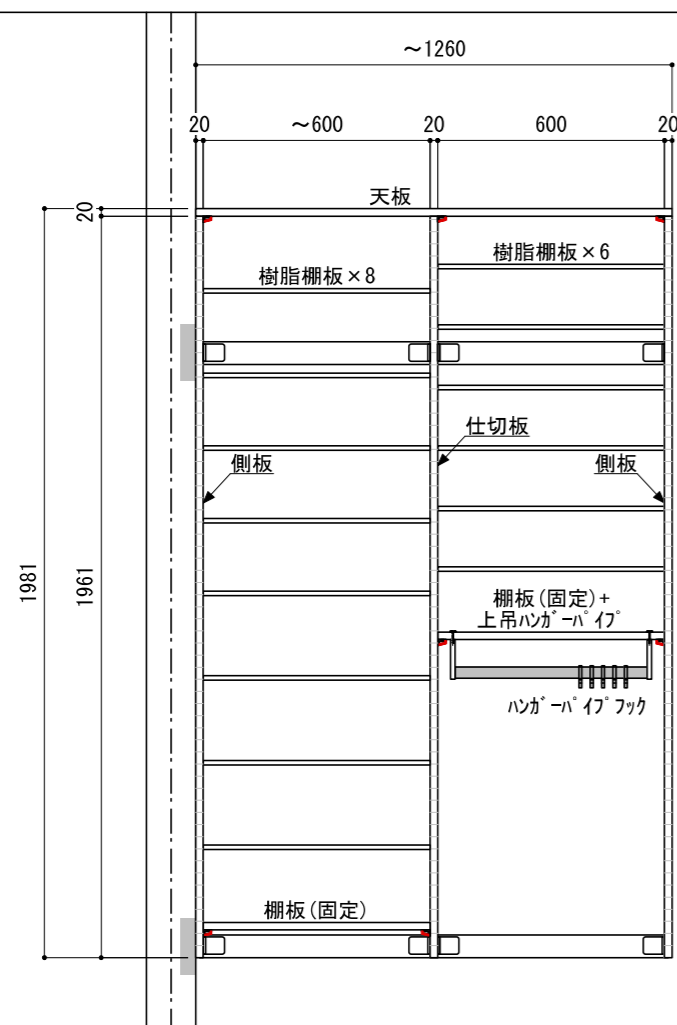 ～1260
20
～600
20
600
20
天板
20
樹脂棚板×6
樹脂棚板×8
仕切板
側板
側板
1981
1961
棚板(固定)+
上吊ﾊﾝｶﾞｰﾊﾟｲﾌﾟ
ﾊﾝｶﾞｰﾊﾟｲﾌﾟﾌｯｸ
棚板(固定)